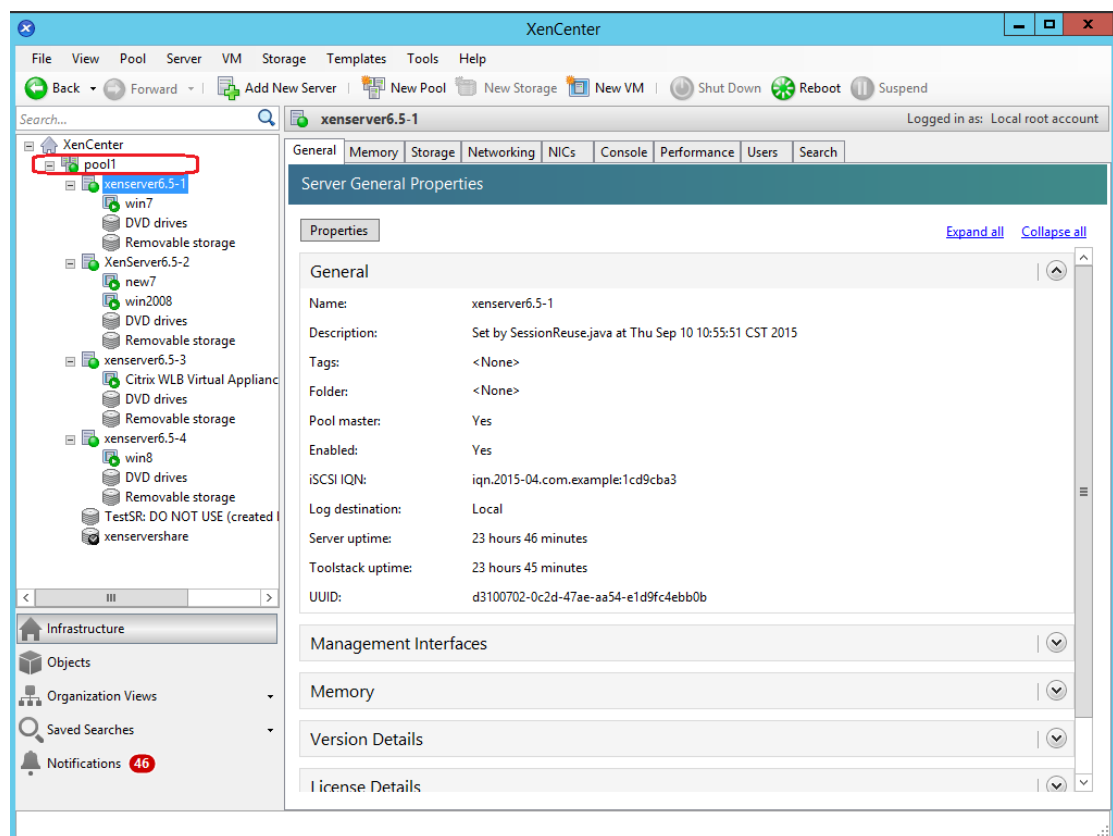 XenCenter
File View Pool Server VM Storage Templates Tools Help
Back Forward Add New Server New Pool New Storage New VM Shut Down Reboot Suspend
Search...
xenserver6.5-1 Logged in as: Local root account
XenCenter
pool1
xenserver6.5-1
win7
DVD drives
Removable storage
XenServer6.5-2
new7
win2008
DVD drives
Removable storage
xenserver6.5-3
Citrix WLB Virtual Applianc
DVD drives
Removable storage
xenserver6.5-4
win8
DVD drives
Removable storage
TestSR: DO NOT USE (created
xenservershare
Infrastructure
Objects
Organization Views
Saved Searches
Notifications 46
General Memory Storage Networking NICs Console Performance Users Search
Server General Properties
Properties Expand all Collapse all
General
Name: xenserver6.5-1
Description: Set by SessionReuse.java at Thu Sep 10 10:55:51 CST 2015
Tags: <None>
Folder: <None>
Pool master: Yes
Enabled: Yes
iSCSI IQN: iqn.2015-04.com.example:1cd9cba3
Log destination: Local
Server uptime: 23 hours 46 minutes
Toolstack uptime: 23 hours 45 minutes
UUID: d3100702-0c2d-47ae-aa54-e1d9fc4ebb0b
Management Interfaces
Memory
Version Details
License Details